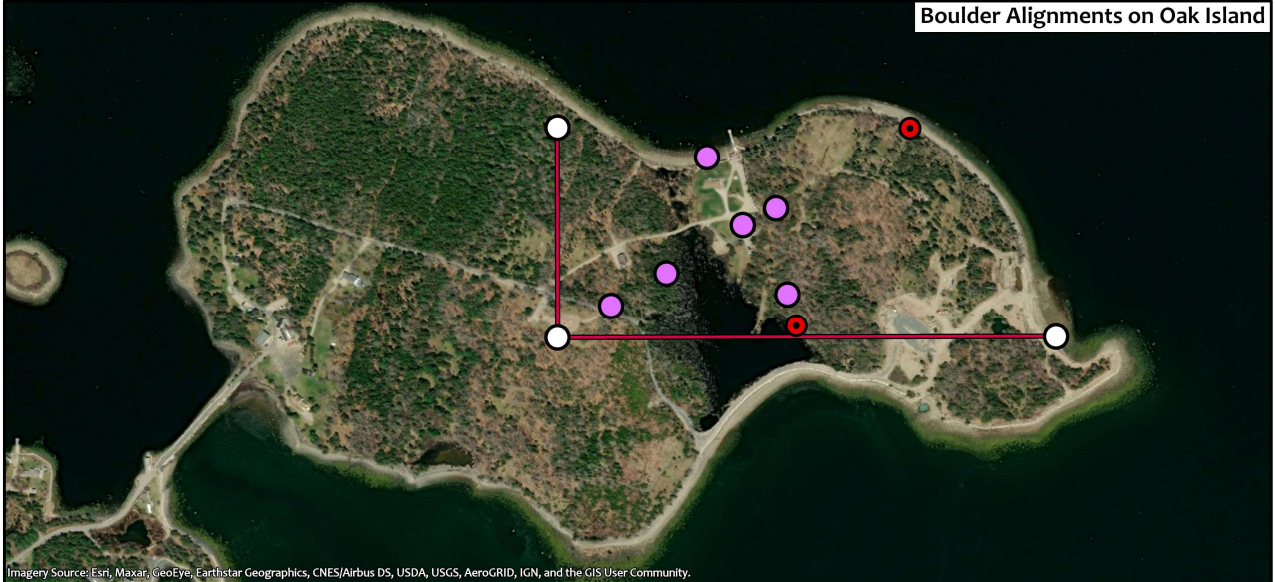 Boulder Alignments on Oak Island
Imagery Source: Esri, Maxar, GeoEye, Earthstar Geographics, CNES/Airbus DS, USDA, USGS, AeroGRID, IGN, and the GIS User Community.